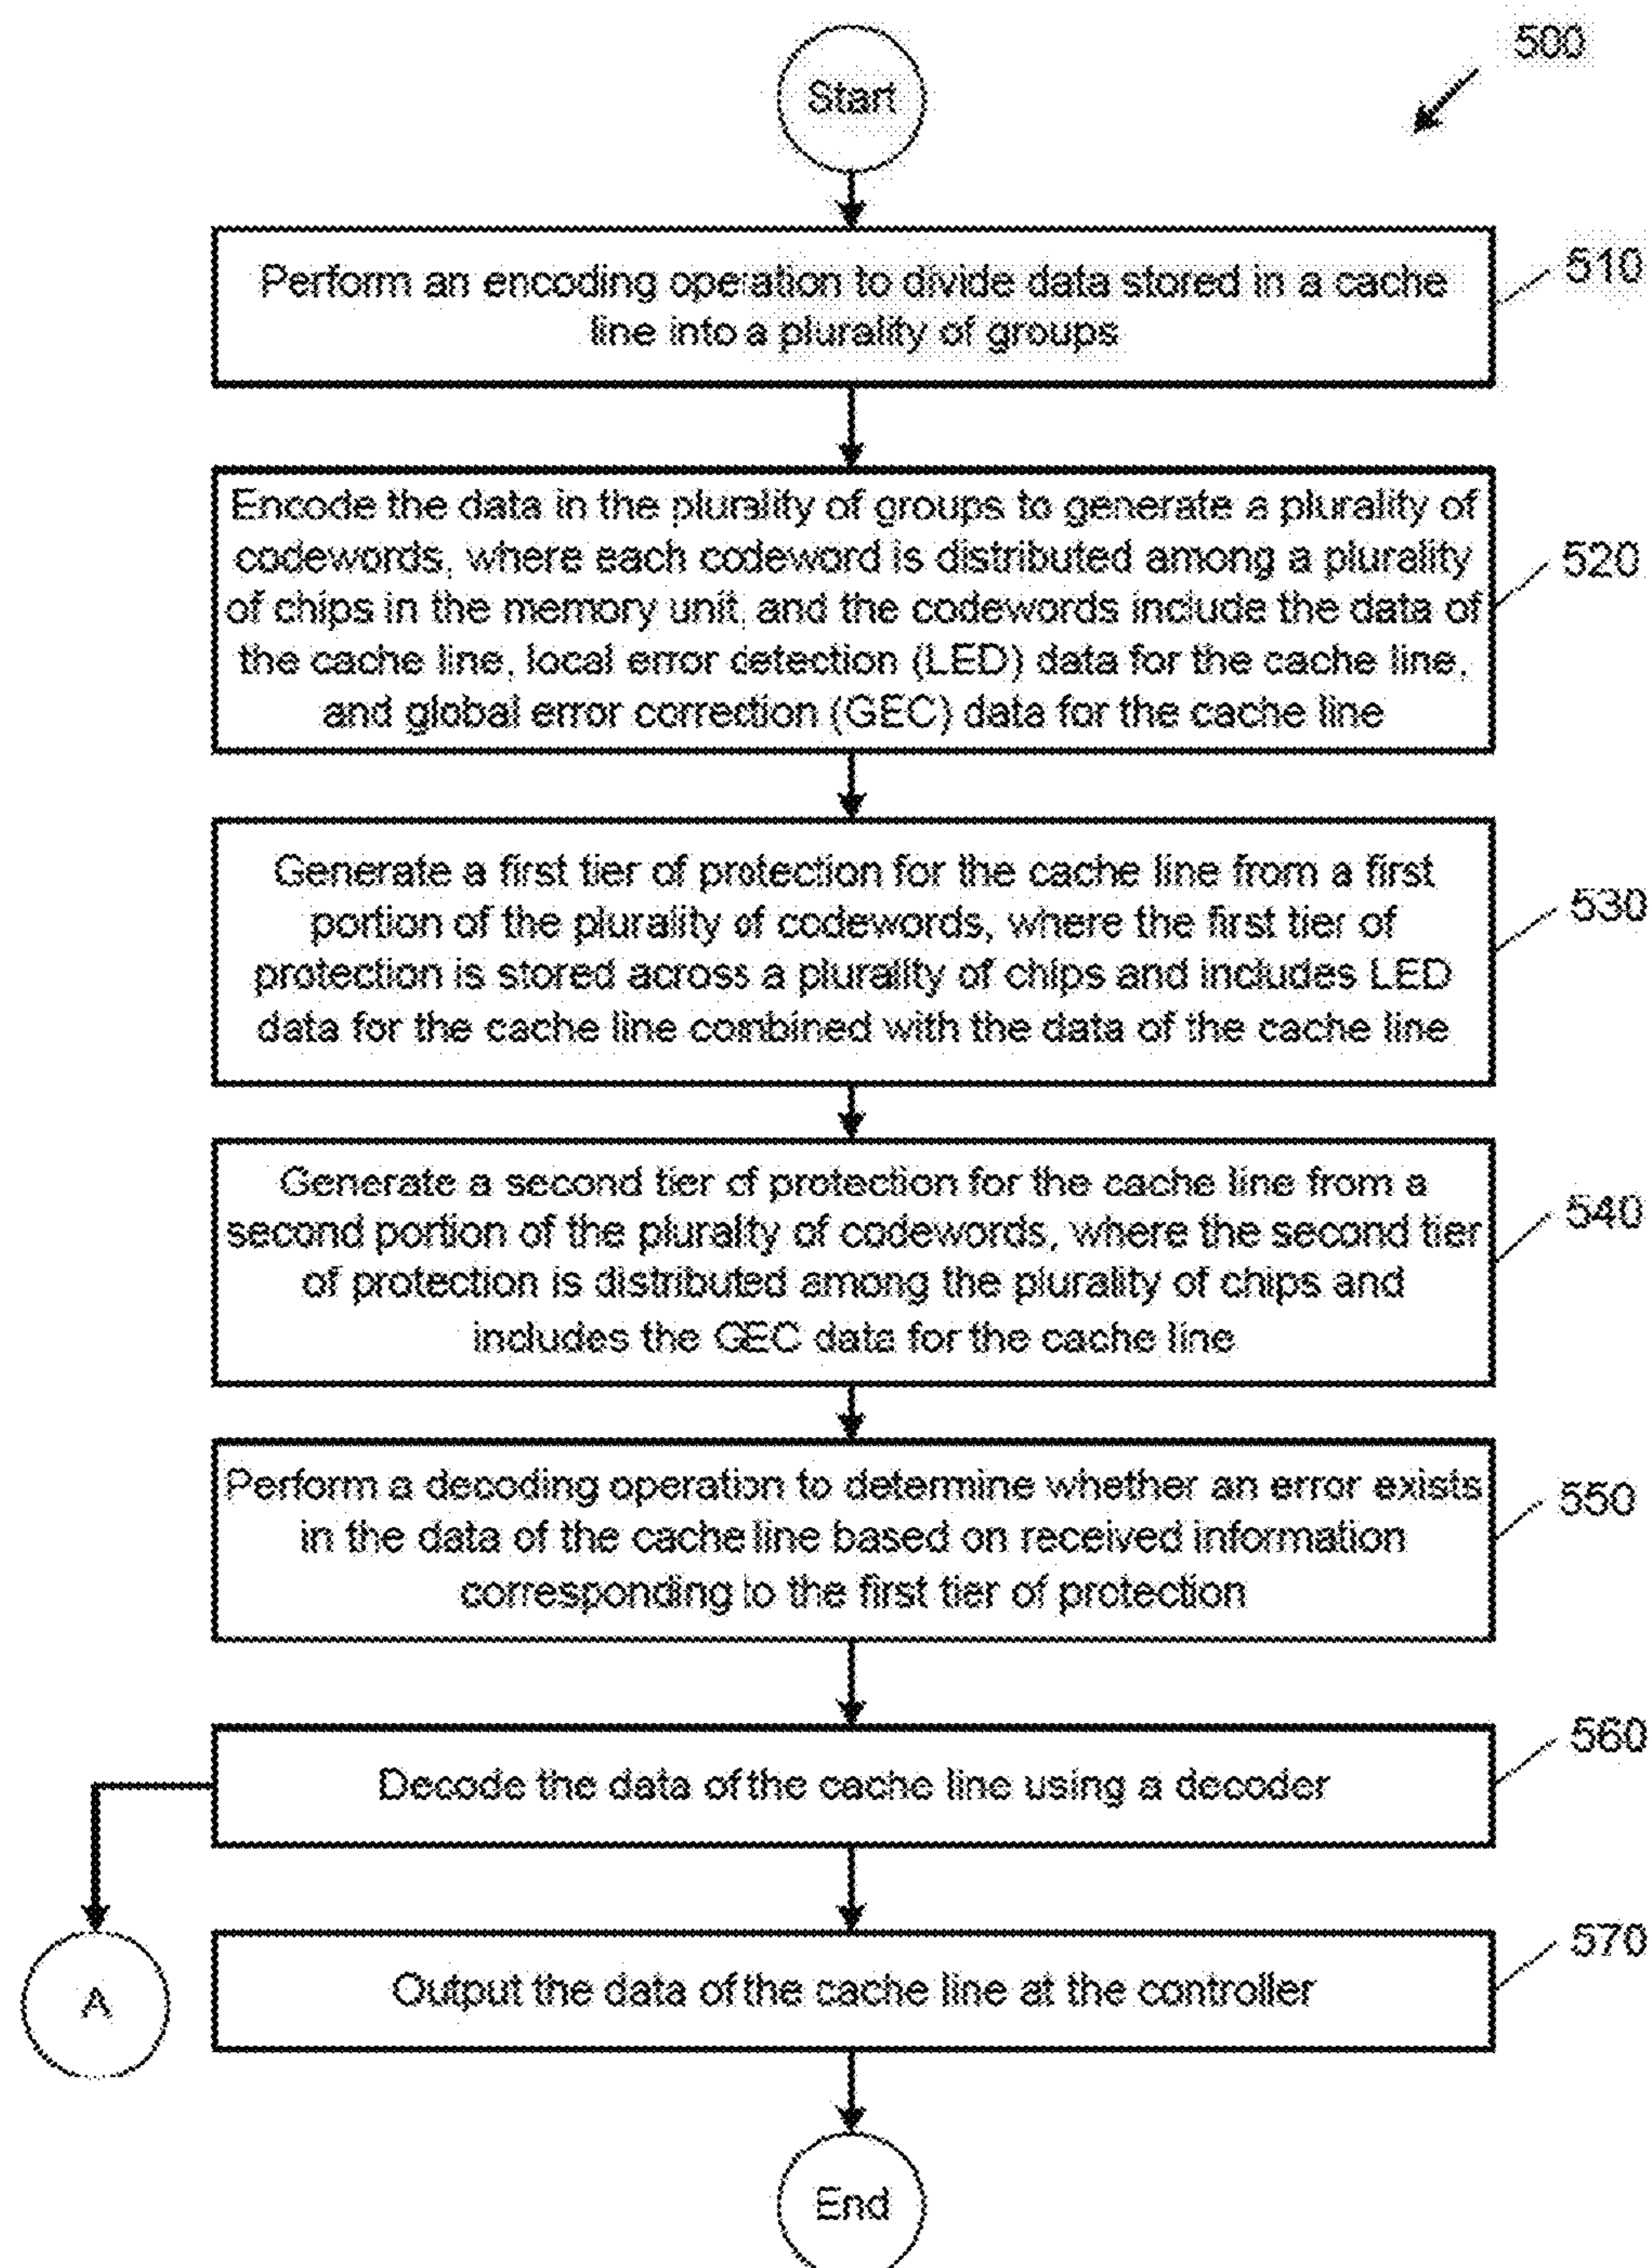 500
Start
Perform an encoding operation to divide data stored in a cache
line into a plurality of groups
510
Encode the data in the plurality of groups to generate a plurality of
codewords, where each codeword is distributed among a plurality
of chips in the memory unit, and the codewords include the data of
the cache line, local error detection (LED) data for the cache line,
and global error correction (GEC) data for the cache line
520
Generate a first tier of protection for the cache line from a first
portion of the plurality of codewords, where the first tier of
protection is stored across a plurality of chips and includes LED
data for the cache line combined with the data of the cache line
530
Generate a second tier of protection for the cache line from a
second portion of the plurality of codewords, where the second tier
of protection is distributed among the plurality of chips and
includes the GEC data for the cache line
540
Perform a decoding operation to determine whether an error exists
in the data of the cache line based on received information
corresponding to the first tier of protection
550
Decode the data of the cache line using a decoder
560
A
Output the data of the cache line at the controller
570
End